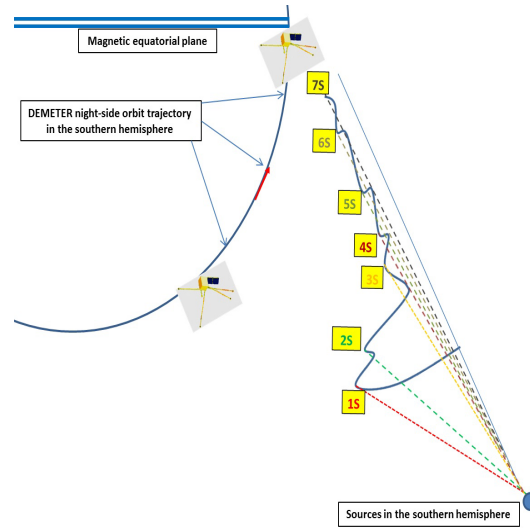 Magnetic equatorial plane
7S
DEMETER night-side orbit trajectory
in the southern hemisphere
6S
5S
4S
3S
2S
1S
Sources in the southern hemisphere